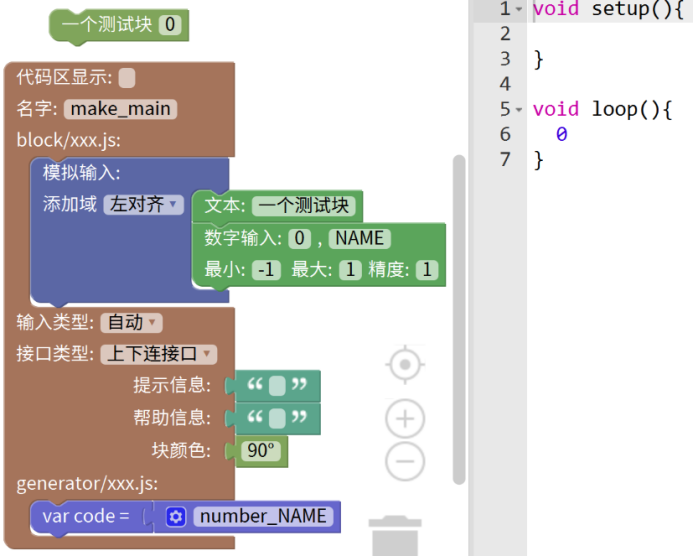 一个测试块 0
代码区显示:
名字: make_main
block/xxx.js:
模拟输入:
添加域 左对齐
文本: 一个测试块
数字输入: 0 , NAME
最小: -1 最大: 1 精度: 1
输入类型: 自动
接口类型: 上下连接口
提示信息: “ ”
帮助信息: “ ”
块颜色: 90°
generator/xxx.js:
var code = number_NAME
1 void setup(){
2
3 }
4
5 void loop(){
6 0
7 }